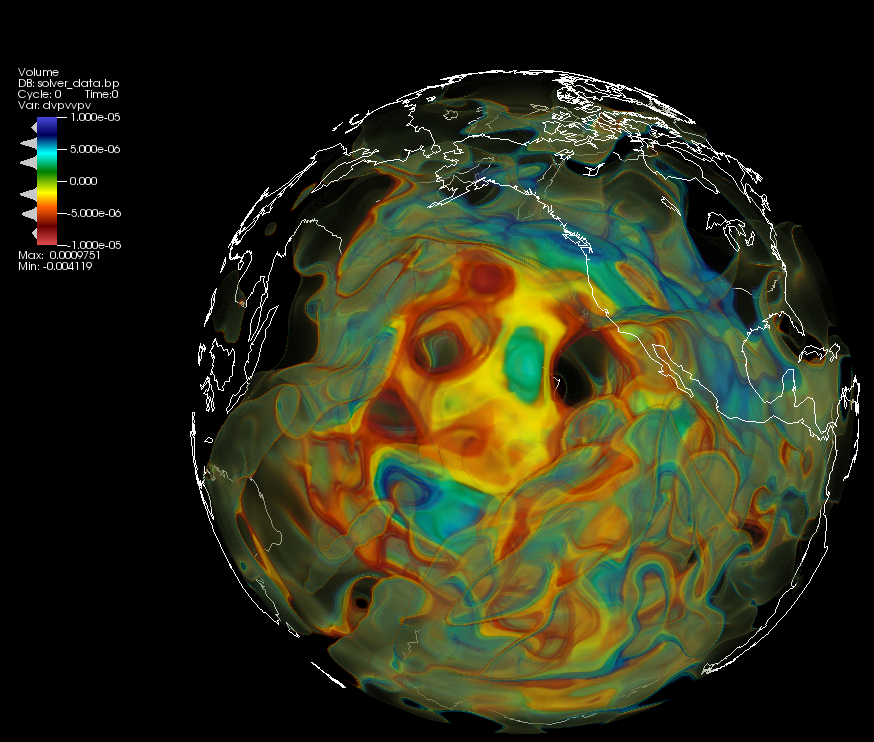 Volume
DB: solver_data.bp
Cycle: 0 Time:0
Var: dvpvvpv
1.000e-05
5.000e-06
0.000
-5.000e-06
-1.000e-05
Max: 0.0009751
Min: -0.004119